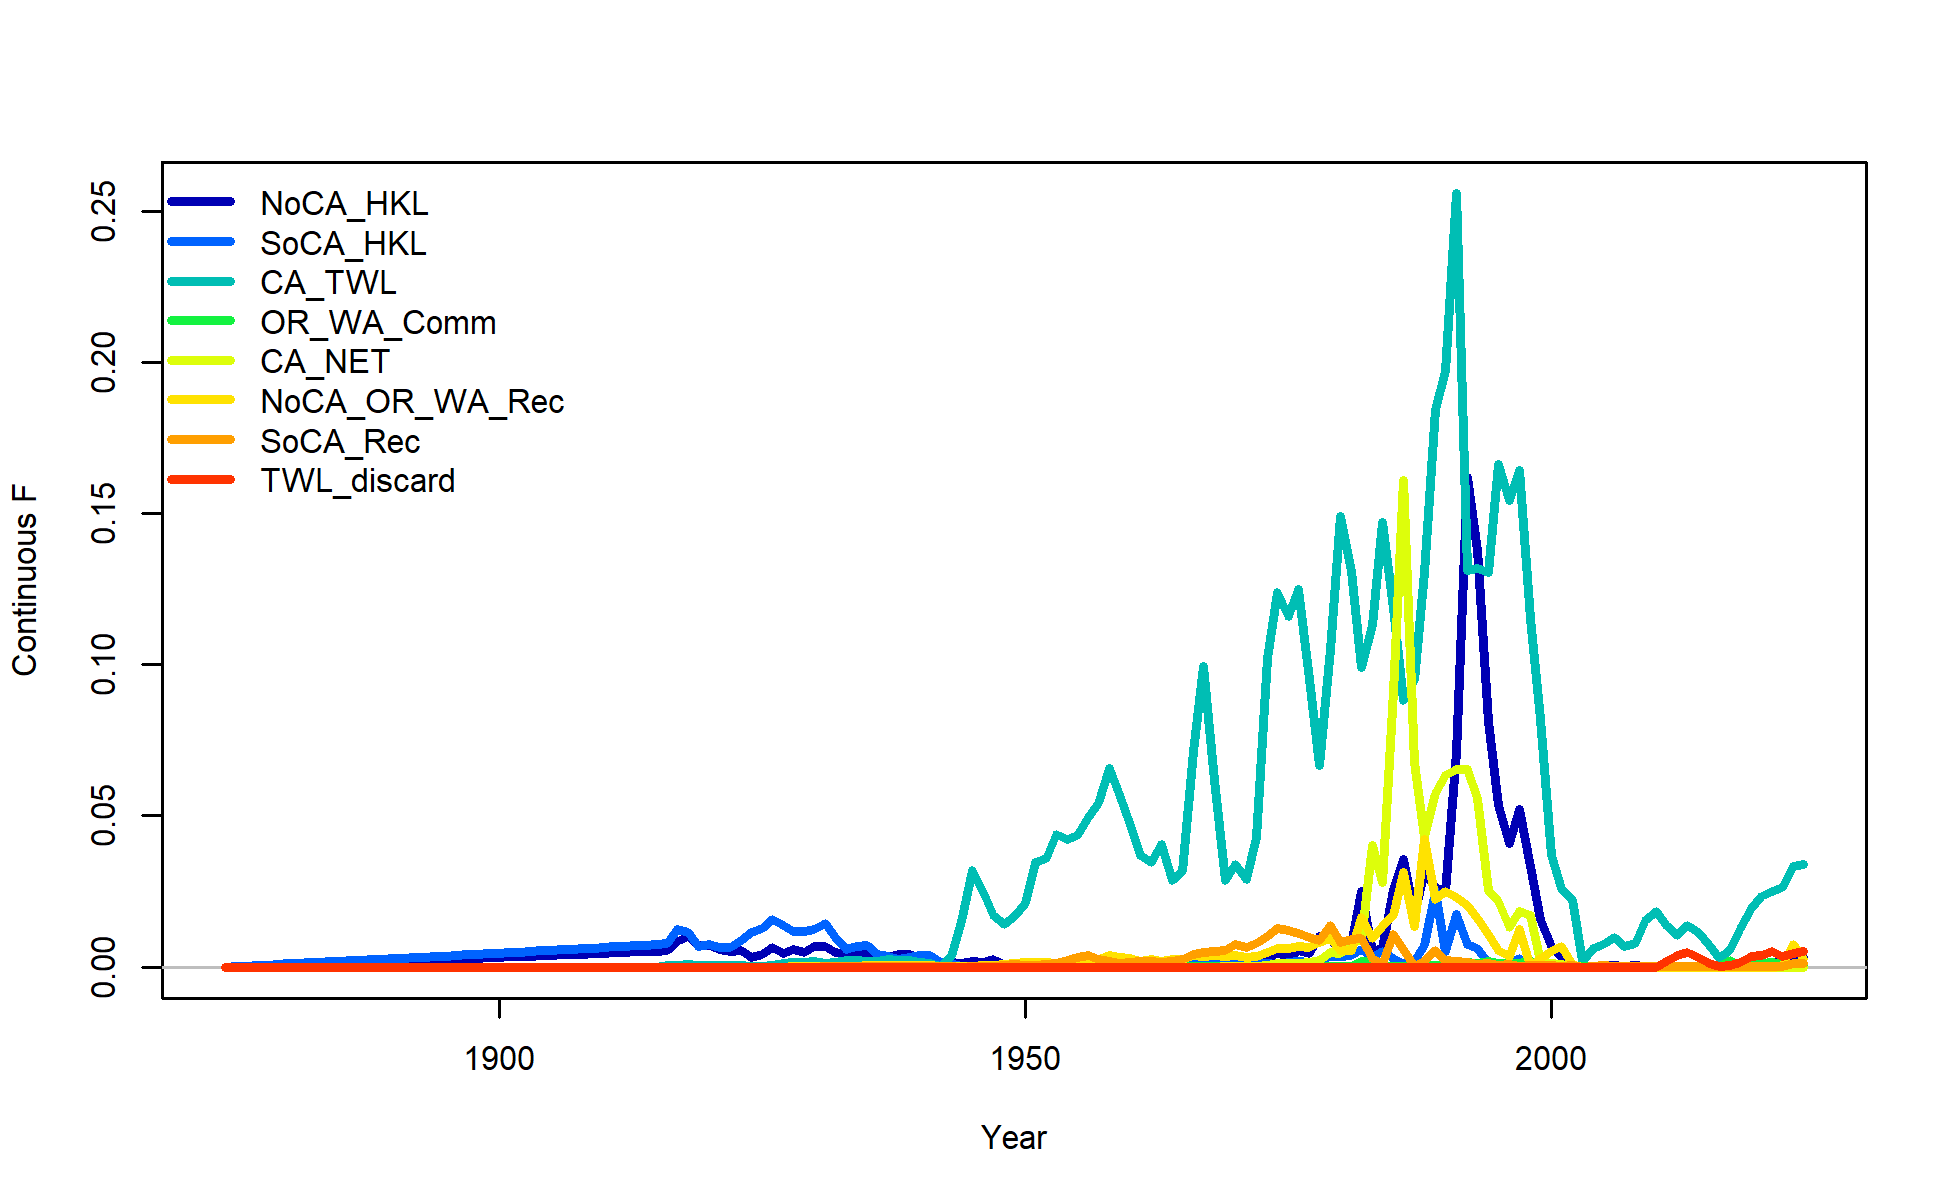 NoCA_HKL
SoCA_HKL
CA_TWL
OR_WA_Comm
CA_NET
NoCA_OR_WA_Rec
SoCA_Rec
TWL_discard
Continuous F
0.25
0.20
0.15
0.10
0.05
0.00
1900
1950
2000
Year